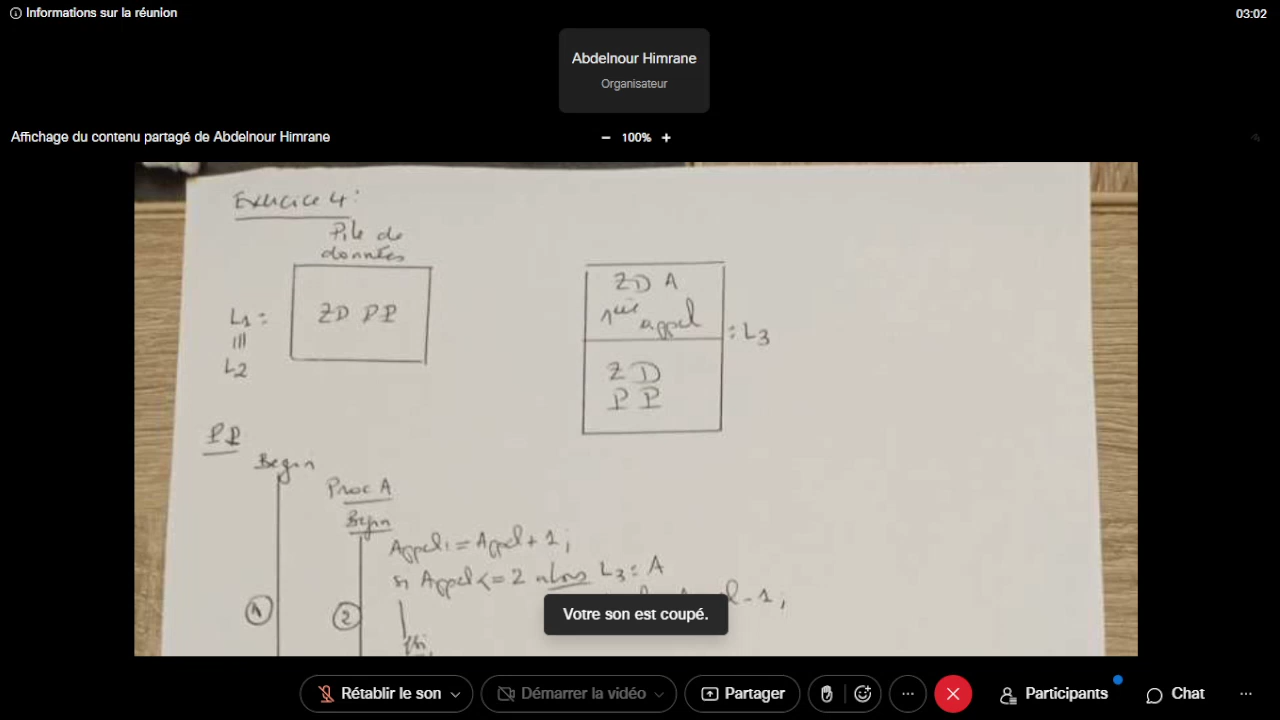 Informations sur la réunion
03:02
Abdelnour Himrane
Organisateur
Affichage du contenu partagé de Abdelnour Himrane
100%
Exercice 4:
Pile de
données
L1 :
L2
ZD PP
ZD A
1er
appel
: L3
ZD
PP
PP
Begin
Proc A
Begin
Appel:= Appel + 1;
si Appel <= 2 alors L3: A
- 1;
1
2
fsi,
Votre son est coupé.
Rétablir le son
Démarrer la vidéo
Partager
Participants
Chat